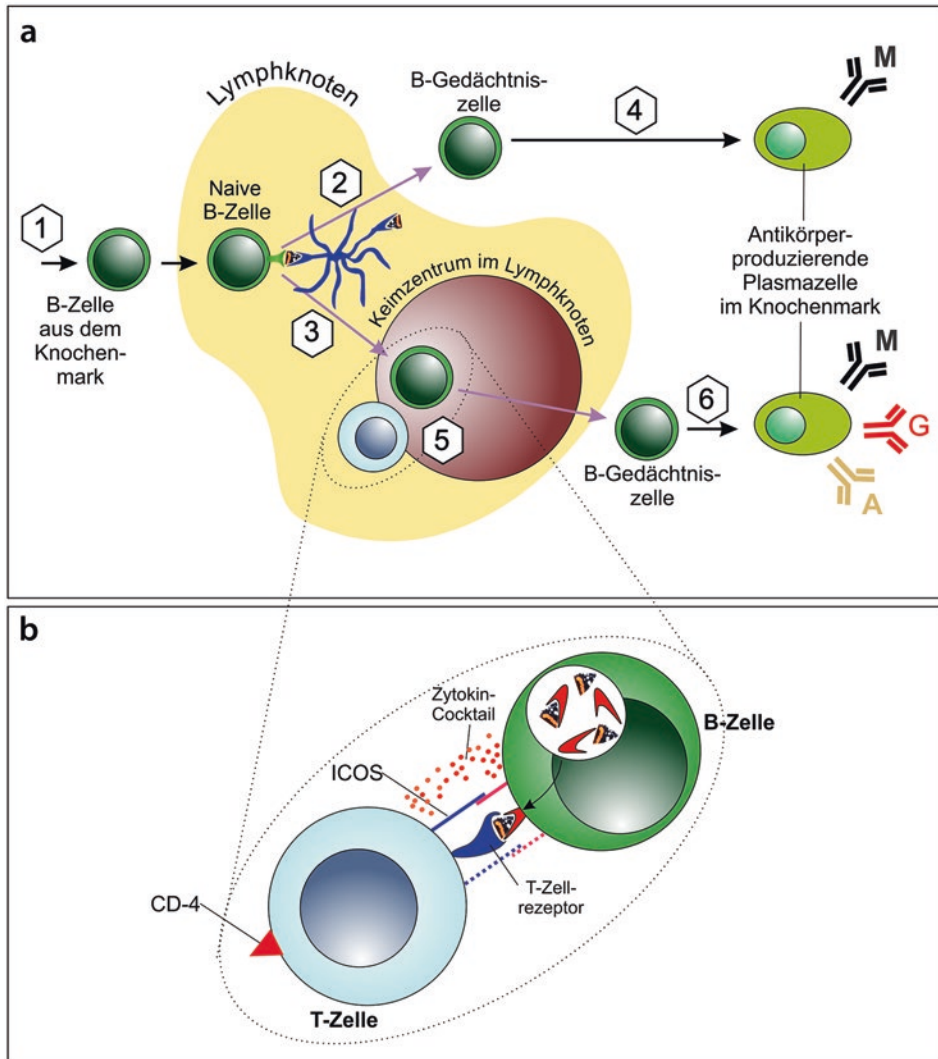 a
Lymphknoten
B-Gedächtnis-
zelle
4
M
1
Naive
B-Zelle
2
B-Zelle
aus dem
Knochen-
mark
3
Keimzentrum im Lymphknoten
Antikörper-
produzierende
Plasmazelle
im Knochenmark
5
6
B-Gedächtnis-
zelle
M
G
A
b
Zytokin-
Cocktail
B-Zelle
ICOS
T-Zell-
rezeptor
CD-4
T-Zelle